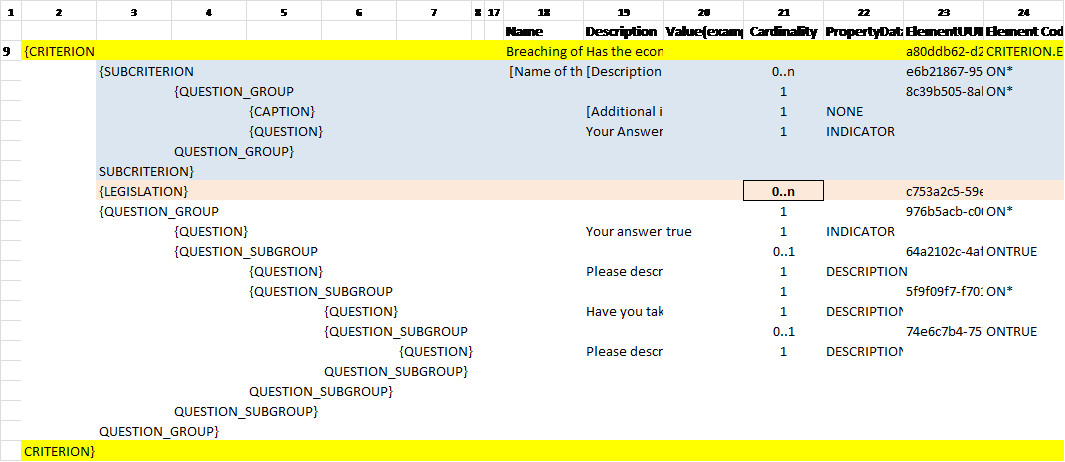 1 2 3 4 5 6 7 8 17 18 19 20 21 22 23 24
Name Description Value(examp Cardinality PropertyDat ElementUUI Element Cod
9 {CRITERION Breaching of Has the econ a80ddb62-d2 CRITERION.E
{SUBCRITERION [Name of th [Description 0..n e6b21867-95 ON*
{QUESTION_GROUP 1 8c39b505-8al ON*
{CAPTION} [Additional i 1 NONE
{QUESTION} Your Answer 1 INDICATOR
QUESTION_GROUP}
SUBCRITERION}
{LEGISLATION} 0..n c753a2c5-59e
{QUESTION_GROUP 1 976b5acb-c0 ON*
{QUESTION} Your answer true 1 INDICATOR
{QUESTION_SUBGROUP 0..1 64a2102c-4af ONTRUE
{QUESTION} Please descr 1 DESCRIPTION
{QUESTION_SUBGROUP 1 5f9f09f7-f70 ON*
{QUESTION} Have you tak 1 DESCRIPTION
{QUESTION_SUBGROUP 0..1 74e6c7b4-75 ONTRUE
{QUESTION} Please descr 1 DESCRIPTION
QUESTION_SUBGROUP}
QUESTION_SUBGROUP}
QUESTION_SUBGROUP}
QUESTION_GROUP}
CRITERION}